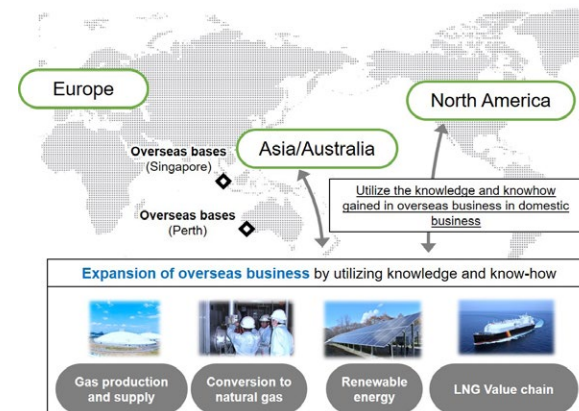 Europe
North America
Asia/Australia
Overseas bases
(Singapore)
Overseas bases
(Perth)
Utilize the knowledge and knowhow
gained in overseas business in domestic
business
Expansion of overseas business by utilizing knowledge and know-how
Gas production
and supply
Conversion to
natural gas
Renewable
energy
LNG Value chain